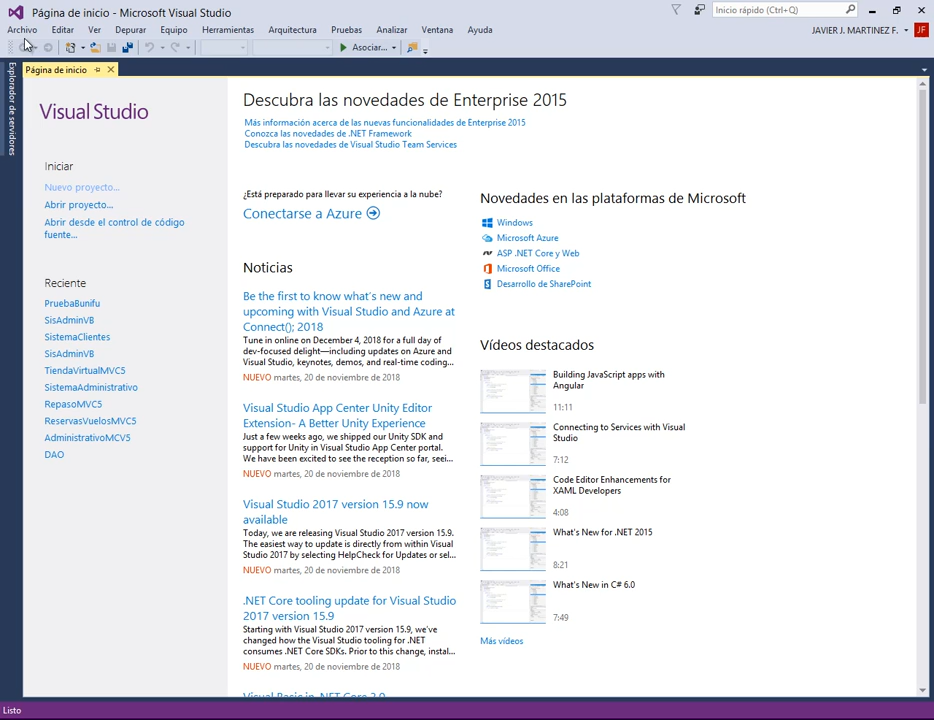 Página de inicio - Microsoft Visual Studio
Inicio rápido (Ctrl+Q)
Archivo Editar Ver Depurar Equipo Herramientas Arquitectura Pruebas Analizar Ventana Ayuda
JAVIER J. MARTINEZ F.
JF
Asociar...
Explorador de servidores
Página de inicio
Visual Studio
Iniciar
Nuevo proyecto...
Abrir proyecto...
Abrir desde el control de código
fuente...
Reciente
PruebaBunifu
SisAdminVB
SistemaClientes
SisAdminVB
TiendaVirtualMVC5
SistemaAdministrativo
RepasoMVC5
ReservasVuelosMVC5
AdministrativoMCV5
DAO
Descubra las novedades de Enterprise 2015
Más información acerca de las nuevas funcionalidades de Enterprise 2015
Conozca las novedades de .NET Framework
Descubra las novedades de Visual Studio Team Services
¿Está preparado para llevar su experiencia a la nube?
Conectarse a Azure
Noticias
Be the first to know what's new and
upcoming with Visual Studio and Azure at
Connect(); 2018
Tune in online on December 4, 2018 for a full day of
dev-focused delight—including updates on Azure and
Visual Studio, keynotes, demos, and real-time coding...
NUEVO martes, 20 de noviembre de 2018
Visual Studio App Center Unity Editor
Extension- A Better Unity Experience
Just a few weeks ago, we shipped our Unity SDK and
support for Unity in Visual Studio App Center portal.
We have been excited to see the reception so far, seei...
NUEVO martes, 20 de noviembre de 2018
Visual Studio 2017 version 15.9 now
available
Today, we are releasing Visual Studio 2017 version 15.9.
The easiest way to update is directly from within Visual
Studio 2017 by selecting HelpCheck for Updates or sel...
NUEVO martes, 20 de noviembre de 2018
.NET Core tooling update for Visual Studio
2017 version 15.9
Starting with Visual Studio 2017 version 15.9, we've
changed how the Visual Studio tooling for .NET
consumes .NET Core SDKs. Prior to this change, instal...
NUEVO martes, 20 de noviembre de 2018
Visual Basic in .NET Core 3.0
Novedades en las plataformas de Microsoft
Windows
Microsoft Azure
ASP .NET Core y Web
Microsoft Office
Desarrollo de SharePoint
Vídeos destacados
Building JavaScript apps with
Angular
11:11
Connecting to Services with Visual
Studio
7:12
Code Editor Enhancements for
XAML Developers
4:08
What's New for .NET 2015
8:21
What's New in C# 6.0
7:49
Más vídeos
Listo